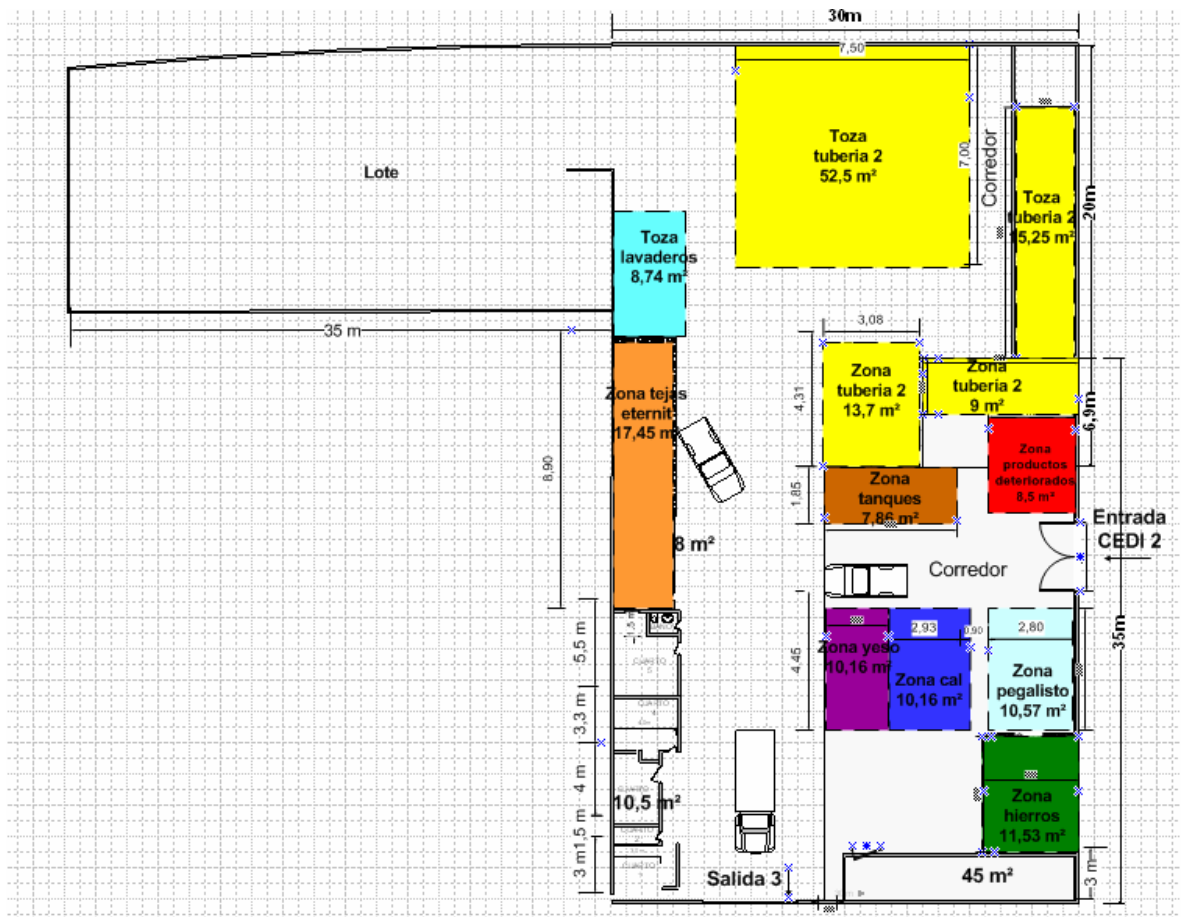 30m
7,50
Toza
tuberia 2
52,5 m²
7,00
Corredor
Lote
Toza
tuberia 2
15,25 m²
20m
Toza
lavaderos
8,74 m²
35 m
3,08
Zona
tuberia 2
13,7 m²
4,31
Zona
tuberia 2
9 m²
6,9m
Zona tejas
eternit
17,45 m
8,90
Zona
productos
deteriorados
8,5 m²
Zona
tanques
7,86 m²
1,85
8 m²
Entrada
CEDI 2
Corredor
35m
4,45
2,93
0,90
2,80
Zona yeso
10,16 m²
Zona cal
10,16 m²
Zona
pegalisto
10,57 m²
1,5 m
5,5 m
CUARTO
3,3 m
CUARTO
4 m
10,5 m²
1,5 m
3 m
Zona
hierros
11,53 m²
Salida 3
45 m²
3 m